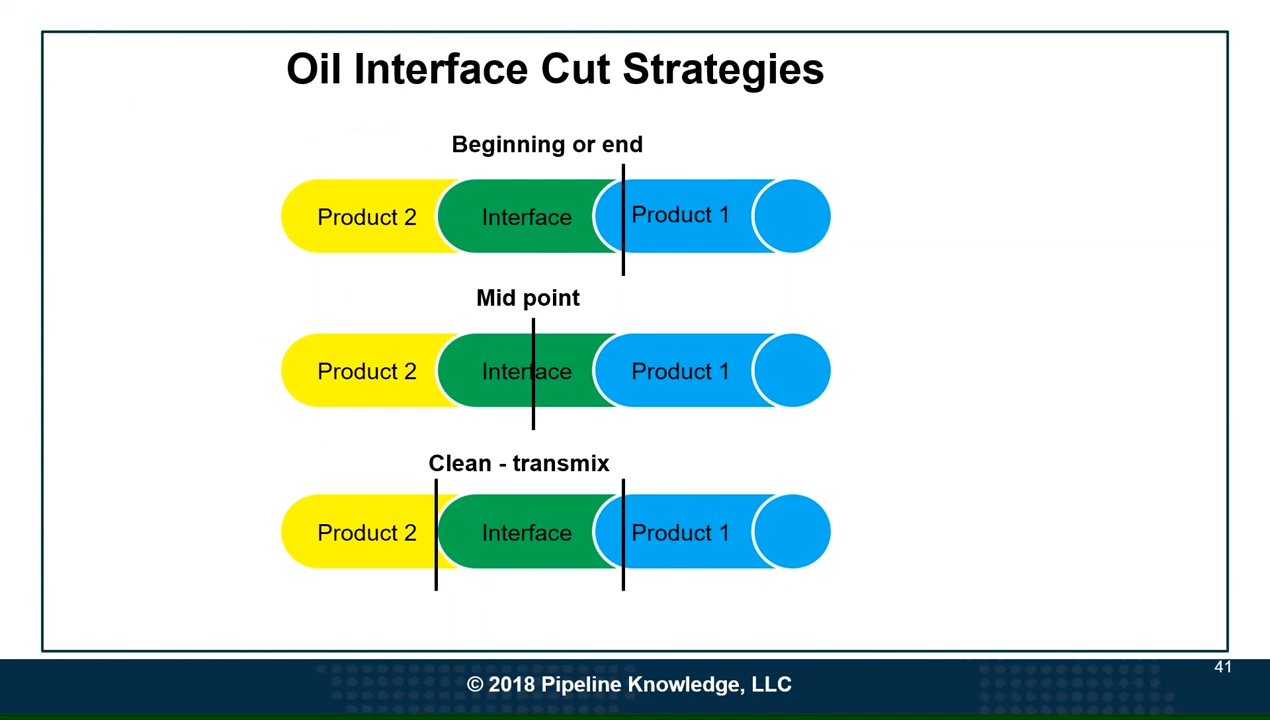 Oil Interface Cut Strategies
Beginning or end
Product 2
Interface
Product 1
Mid point
Product 2
Interface
Product 1
Clean - transmix
Product 2
Interface
Product 1
41
© 2018 Pipeline Knowledge, LLC